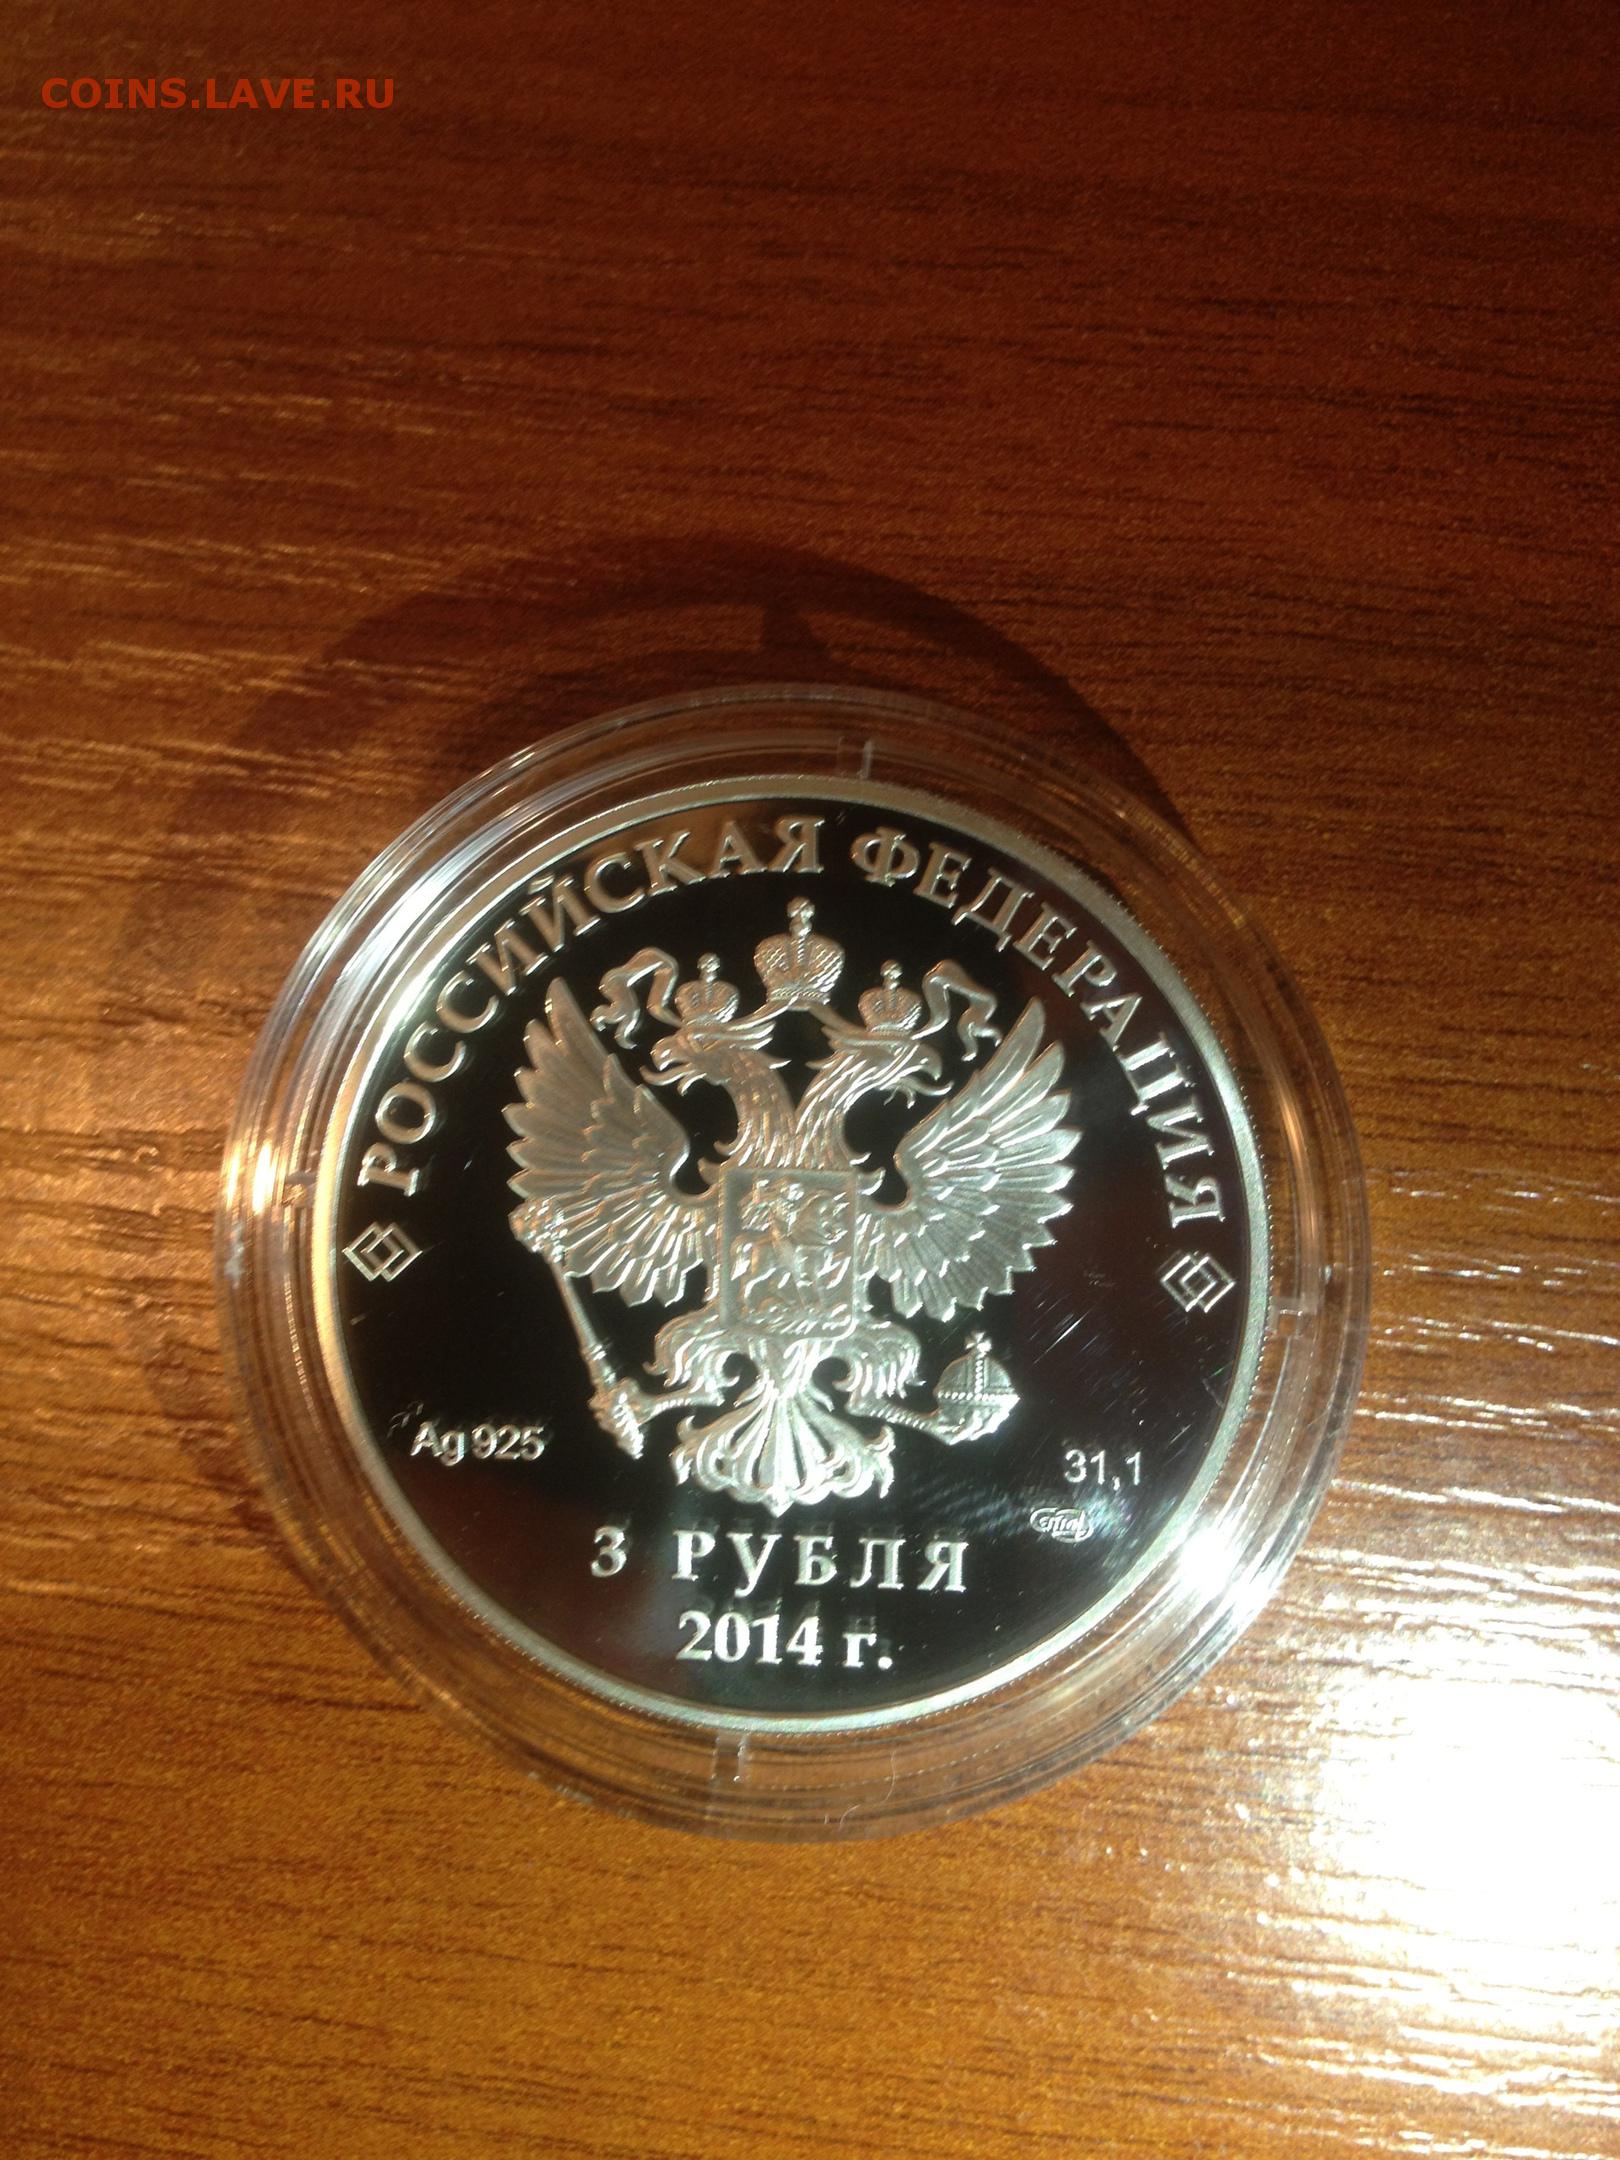 COINS.LAVE.RU
РОССИЙСКАЯ ФЕДЕРАЦИЯ
Ag 925
31,1
3 РУБЛЯ
2014 г.